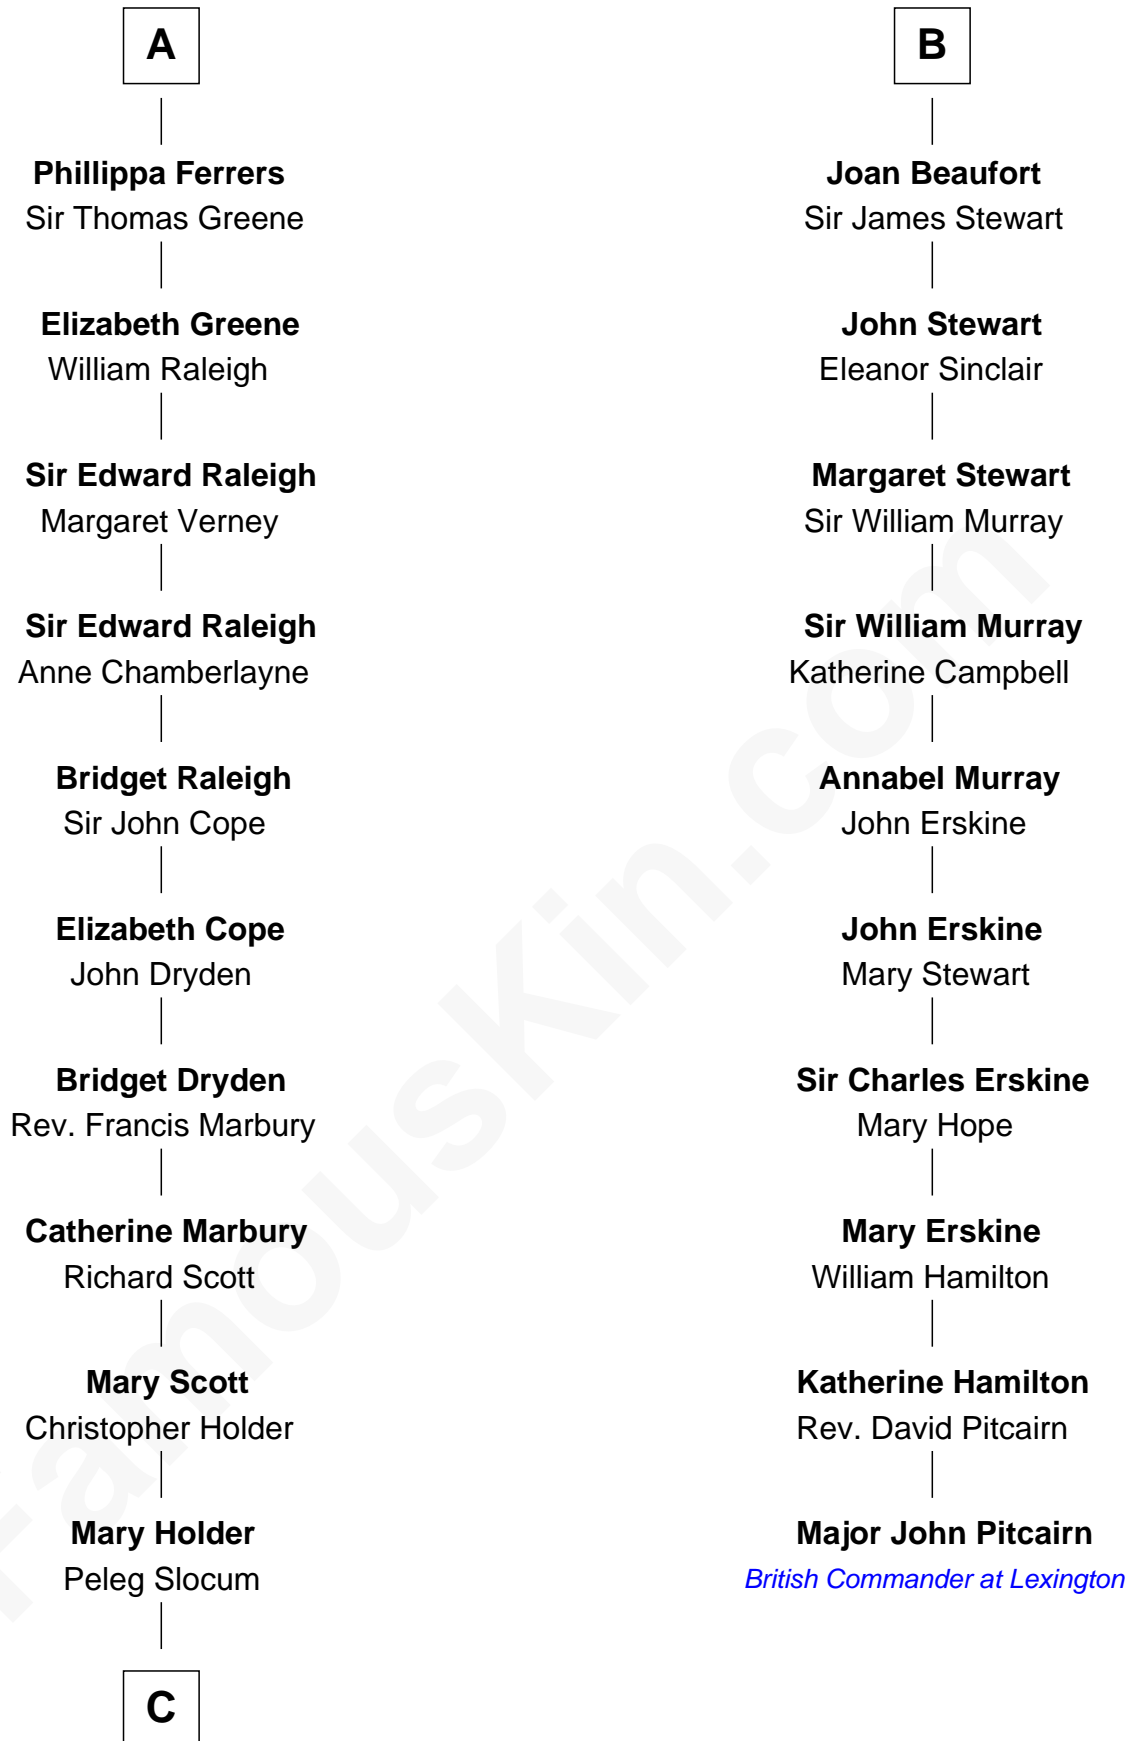 A
Phillippa Ferrers
Sir Thomas Greene
Elizabeth Greene
William Raleigh
Sir Edward Raleigh
Margaret Verney
Sir Edward Raleigh
Anne Chamberlayne
Bridget Raleigh
Sir John Cope
Elizabeth Cope
John Dryden
Bridget Dryden
Rev. Francis Marbury
Catherine Marbury
Richard Scott
Mary Scott
Christopher Holder
Mary Holder
Peleg Slocum
C
B
Joan Beaufort
Sir James Stewart
John Stewart
Eleanor Sinclair
Margaret Stewart
Sir William Murray
Sir William Murray
Katherine Campbell
Annabel Murray
John Erskine
John Erskine
Mary Stewart
Sir Charles Erskine
Mary Hope
Mary Erskine
William Hamilton
Katherine Hamilton
Rev. David Pitcairn
Major John Pitcairn
British Commander at Lexington
FamousKin.com